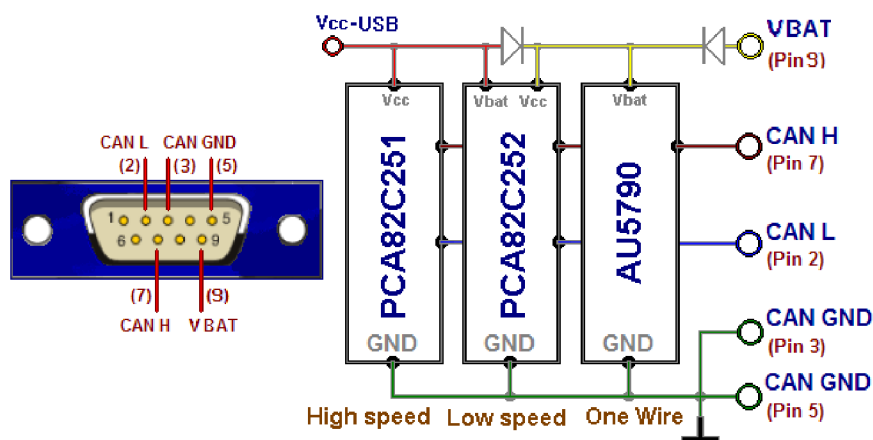 Vcc-USB
VBAT
(Pin 9)
Vcc
Vbat Vcc
Vbat
CAN L CAN GND
(2) (3) (5)
CAN H
(Pin 7)
1 5
6 9
PCA82C251
PCA82C252
AU5790
CAN L
(Pin 2)
(7) (9)
CAN H V BAT
CAN GND
(Pin 3)
GND
GND
GND
CAN GND
(Pin 5)
High speed
Low speed
One Wire